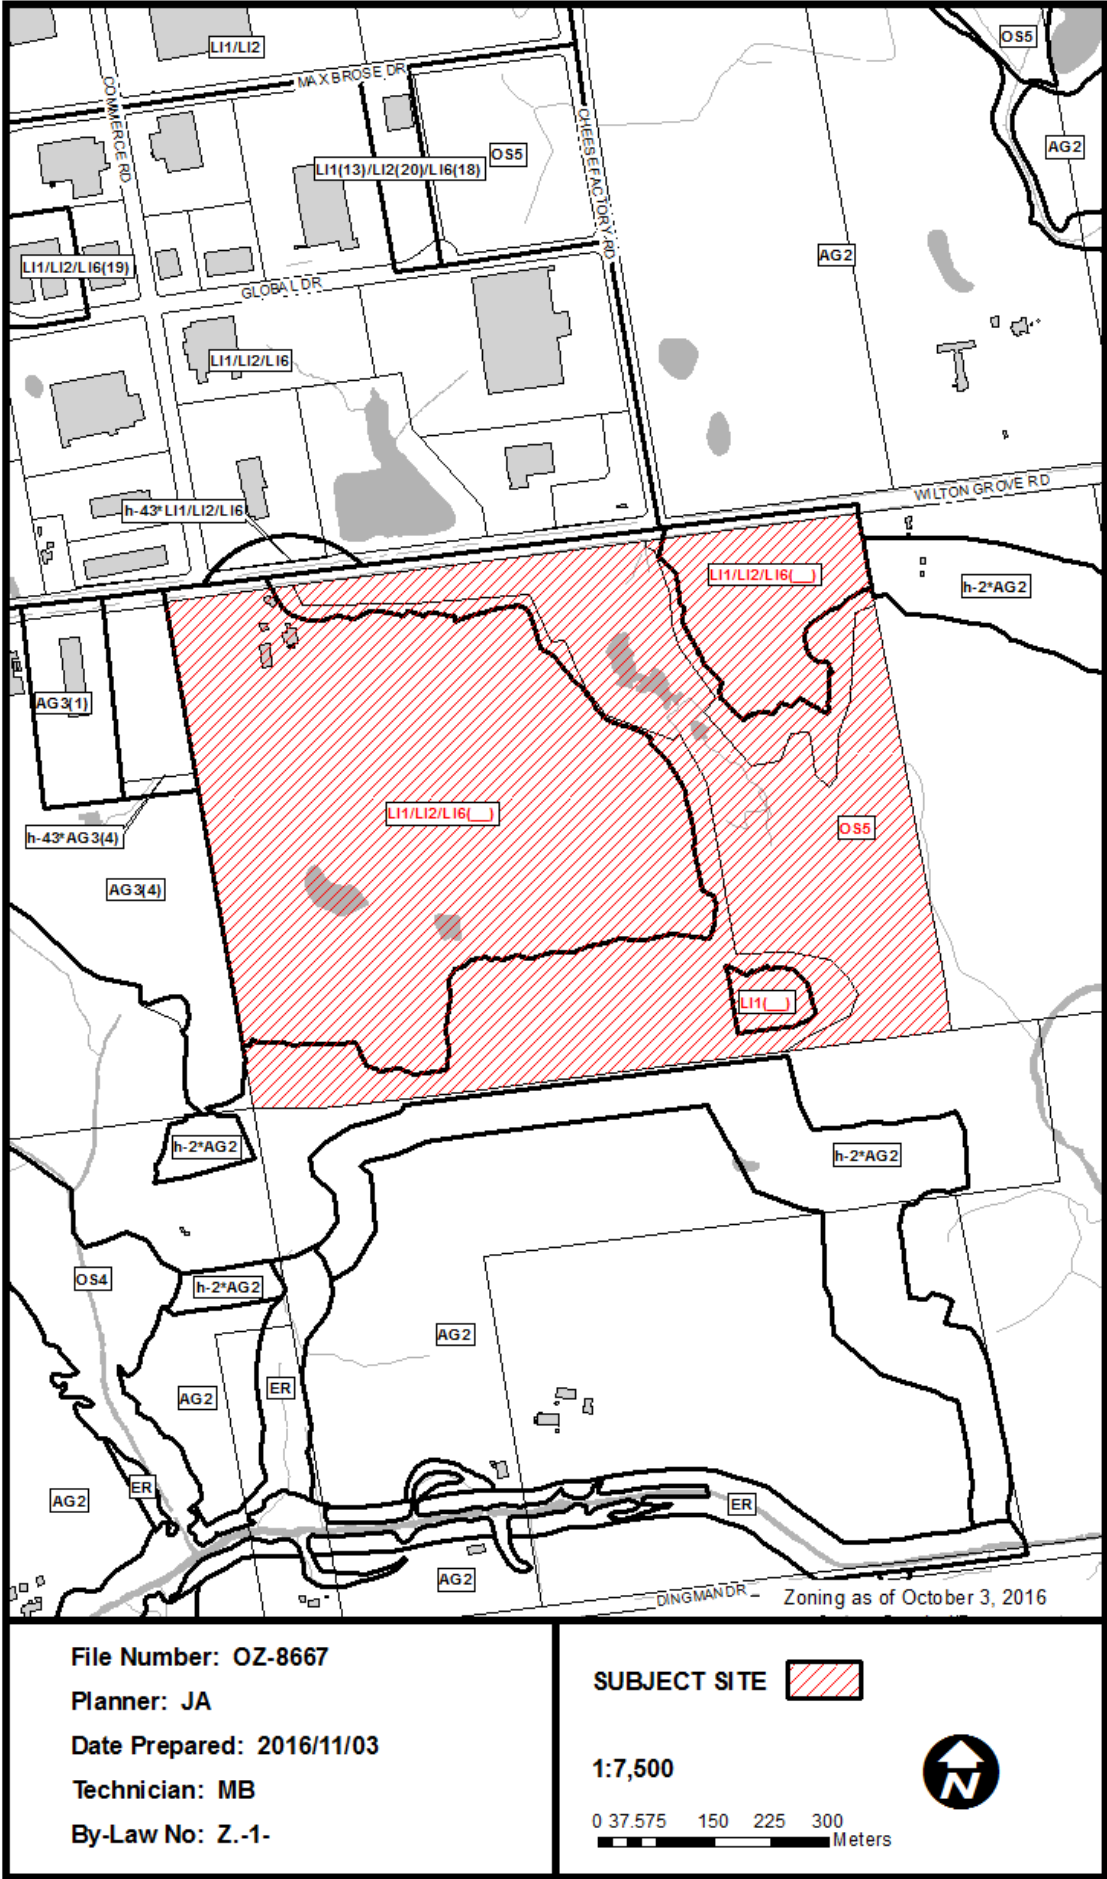 LI1/LI2
OS5
MAX BROSE DR
COMMERCE RD
CHEESE FACTORY RD
AG2
OS5
LI1(13)/LI2(20)/LI6(18)
AG2
LI1/LI2/LI6(19)
GLOBAL DR
LI1/LI2/LI6
WILTON GROVE RD
h-43*LI1/LI2/LI6
LI1/LI2/LI6(__)
h-2*AG2
AG3(1)
LI1/LI2/LI6(__)
OS5
h-43*AG3(4)
AG3(4)
LI1(__)
h-2*AG2
h-2*AG2
OS4
h-2*AG2
AG2
AG2
ER
ER
AG2
ER
AG2
DINGMAN DR
Zoning as of October 3, 2016
File Number: OZ-8667
Planner: JA
Date Prepared: 2016/11/03
Technician: MB
By-Law No: Z.-1-
SUBJECT SITE
1:7,500
N
0 37.575 150 225 300
Meters